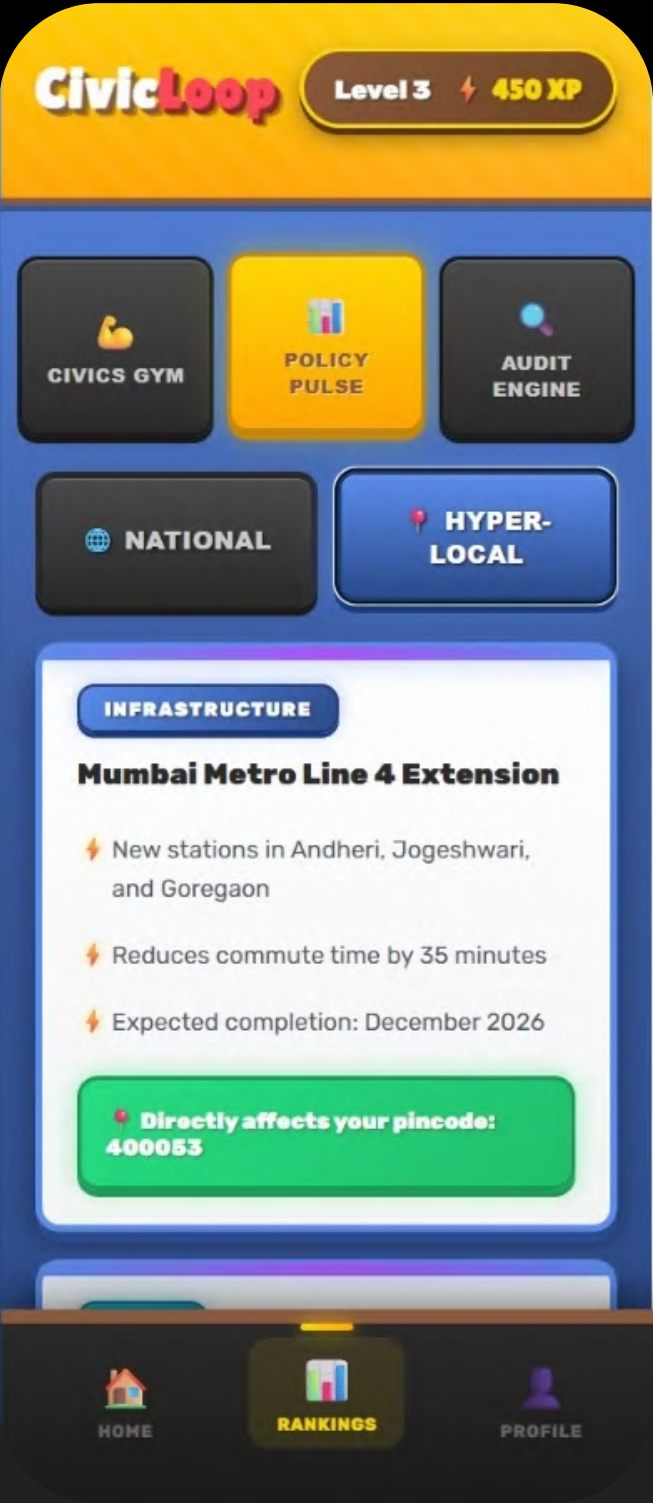 CivicLoop
Level 3 450 XP
CIVICS GYM
POLICY
PULSE
AUDIT
ENGINE
NATIONAL
HYPER-
LOCAL
INFRASTRUCTURE
Mumbai Metro Line 4 Extension
New stations in Andheri, Jogeshwari,
and Goregaon
Reduces commute time by 35 minutes
Expected completion: December 2026
Directly affects your pincode:
400053
HOME
RANKINGS
PROFILE